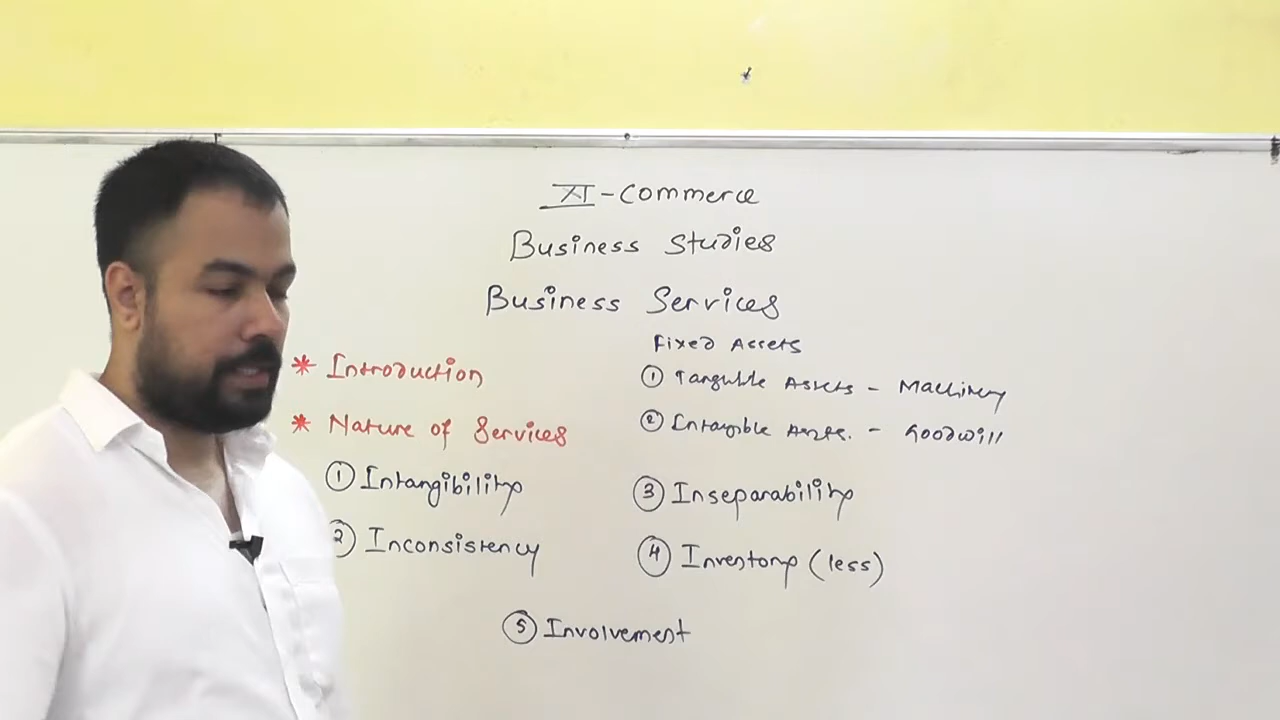 XI - Commerce
Business Studies
Business Services
Fixed Assets
* Introduction
① Tangible Assets - Machinery
* Nature of Services
② Intangible Assets. - Goodwill
① Intangibility
③ Inseparability
② Inconsistency
④ Inventory (less)
⑤ Involvement